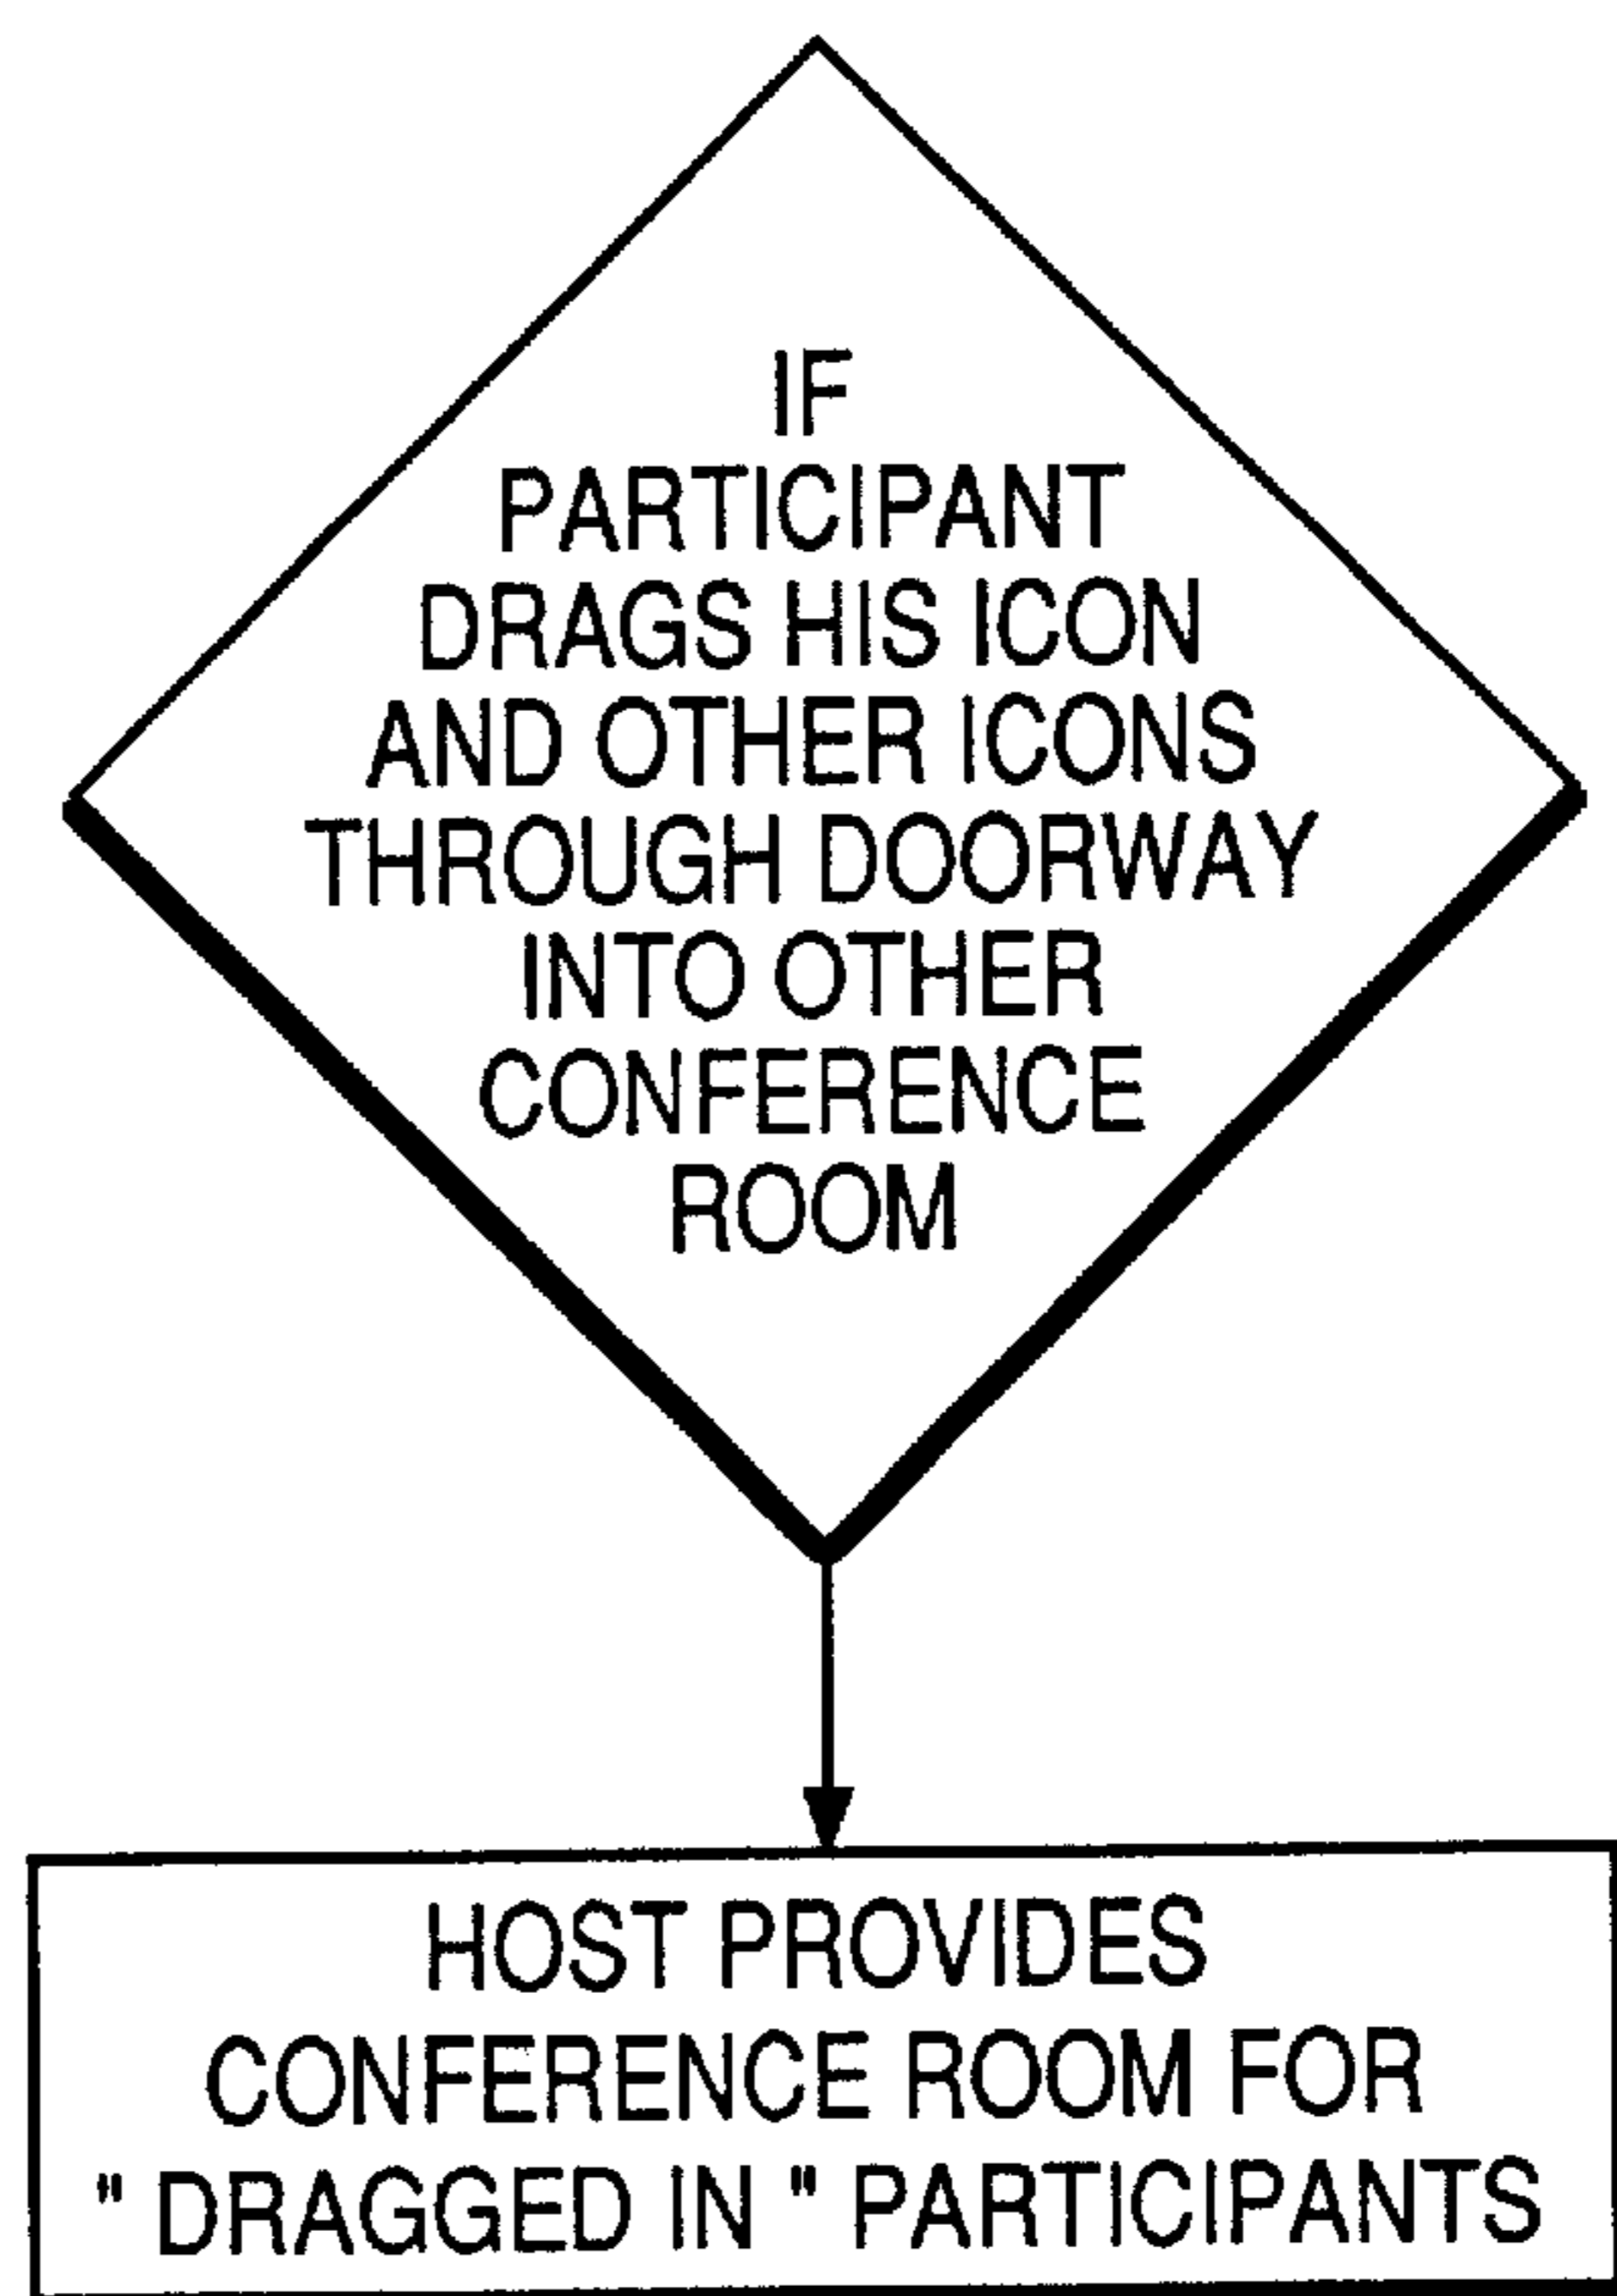 IF
PARTICIPANT
DRAGS HIS ICON
AND OTHER ICONS
THROUGH DOORWAY
INTO OTHER
CONFERENCE
ROOM
HOST PROVIDES
CONFERENCE ROOM FOR
" DRAGGED IN " PARTICIPANTS